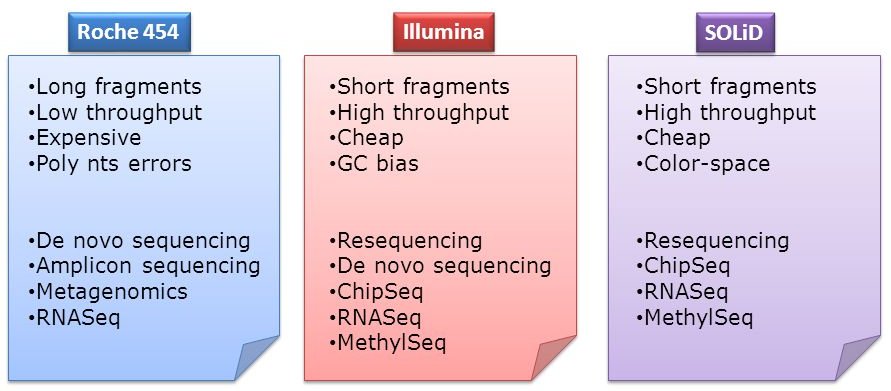 Roche 454
•Long fragments
•Low throughput
•Expensive
•Poly nts errors
•De novo sequencing
•Amplicon sequencing
•Metagenomics
•RNASeq
Illumina
•Short fragments
•High throughput
•Cheap
•GC bias
•Resequencing
•De novo sequencing
•ChipSeq
•RNASeq
•MethylSeq
SOLiD
•Short fragments
•High throughput
•Cheap
•Color-space
•Resequencing
•ChipSeq
•RNASeq
•MethylSeq